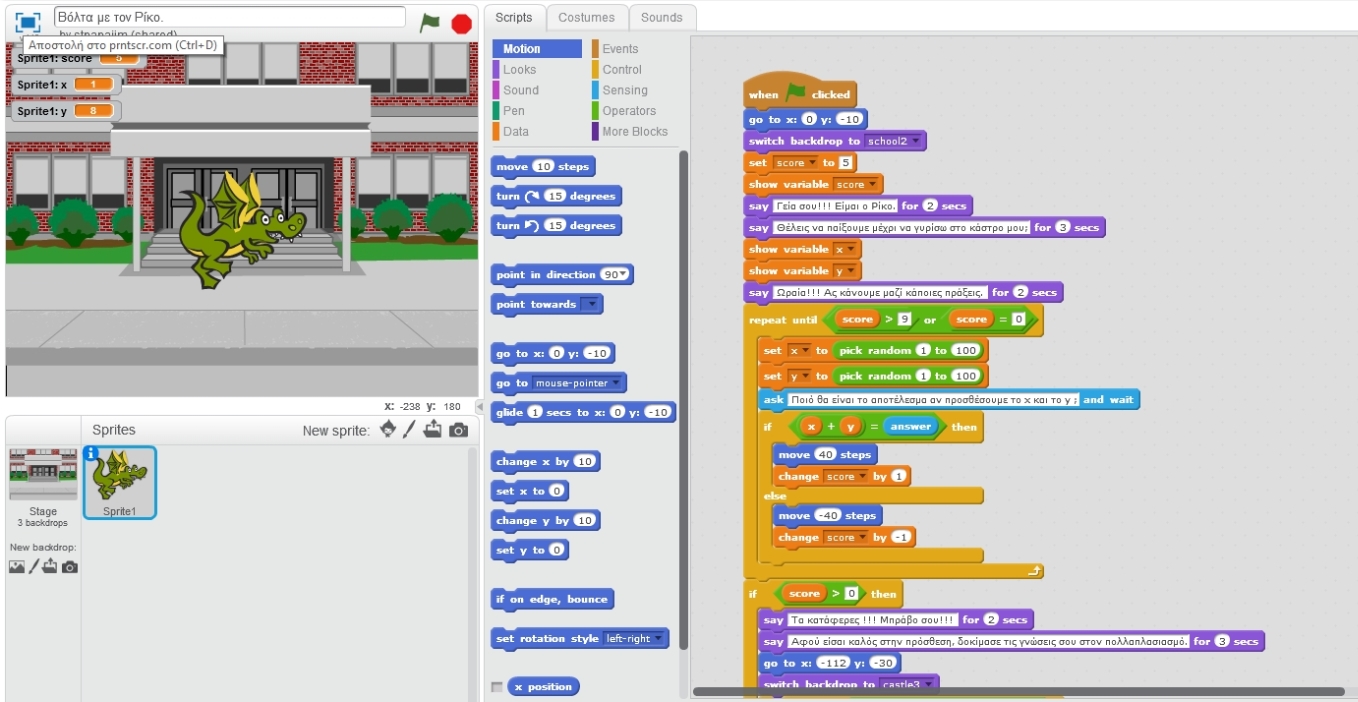 Βόλτα με τον Ρίκο.
by stpapajim (shared)
Αποστολή στο prntscr.com (Ctrl+D)
Sprite1: score 5
Sprite1: x 1
Sprite1: y 8
x: -238 y: 180
Sprites
New sprite:
Stage
3 backdrops
Sprite1
New backdrop:
Scripts
Costumes
Sounds
Motion
Events
Looks
Control
Sound
Sensing
Pen
Operators
Data
More Blocks
move 10 steps
turn 15 degrees
turn 15 degrees
point in direction 90
point towards
go to x: 0 y: -10
go to mouse-pointer
glide 1 secs to x: 0 y: -10
change x by 10
set x to 0
change y by 10
set y to 0
if on edge, bounce
set rotation style left-right
x position
when clicked
go to x: 0 y: -10
switch backdrop to school2
set score to 5
show variable score
say Γεία σου!!! Είμαι ο Ρίκο. for 2 secs
say Θέλεις να παίξουμε μέχρι να γυρίσω στο κάστρο μου; for 3 secs
show variable x
show variable y
say Ωραία!!! Ας κάνουμε μαζί κάποιες πράξεις. for 2 secs
repeat until score > 9 or score = 0
set x to pick random 1 to 100
set y to pick random 1 to 100
ask Ποιό θα είναι το αποτέλεσμα αν προσθέσουμε το x και το y ; and wait
if x + y = answer then
move 40 steps
change score by 1
else
move -40 steps
change score by -1
if score > 0 then
say Τα κατάφερες !!! Μπράβο σου!!! for 2 secs
say Αφού είσαι καλός στην πρόσθεση, δοκίμασε τις γνώσεις σου στον πολλαπλασιασμό. for 3 secs
go to x: -112 y: -30
switch backdrop to castle3